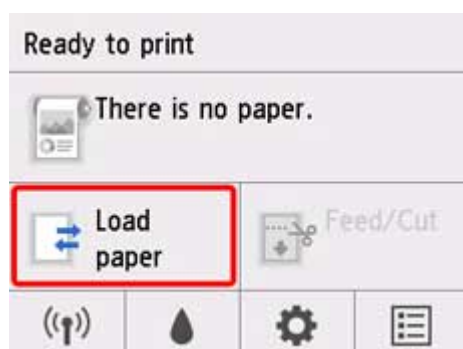 Ready to print
There is no paper.
Load
paper
Feed/Cut